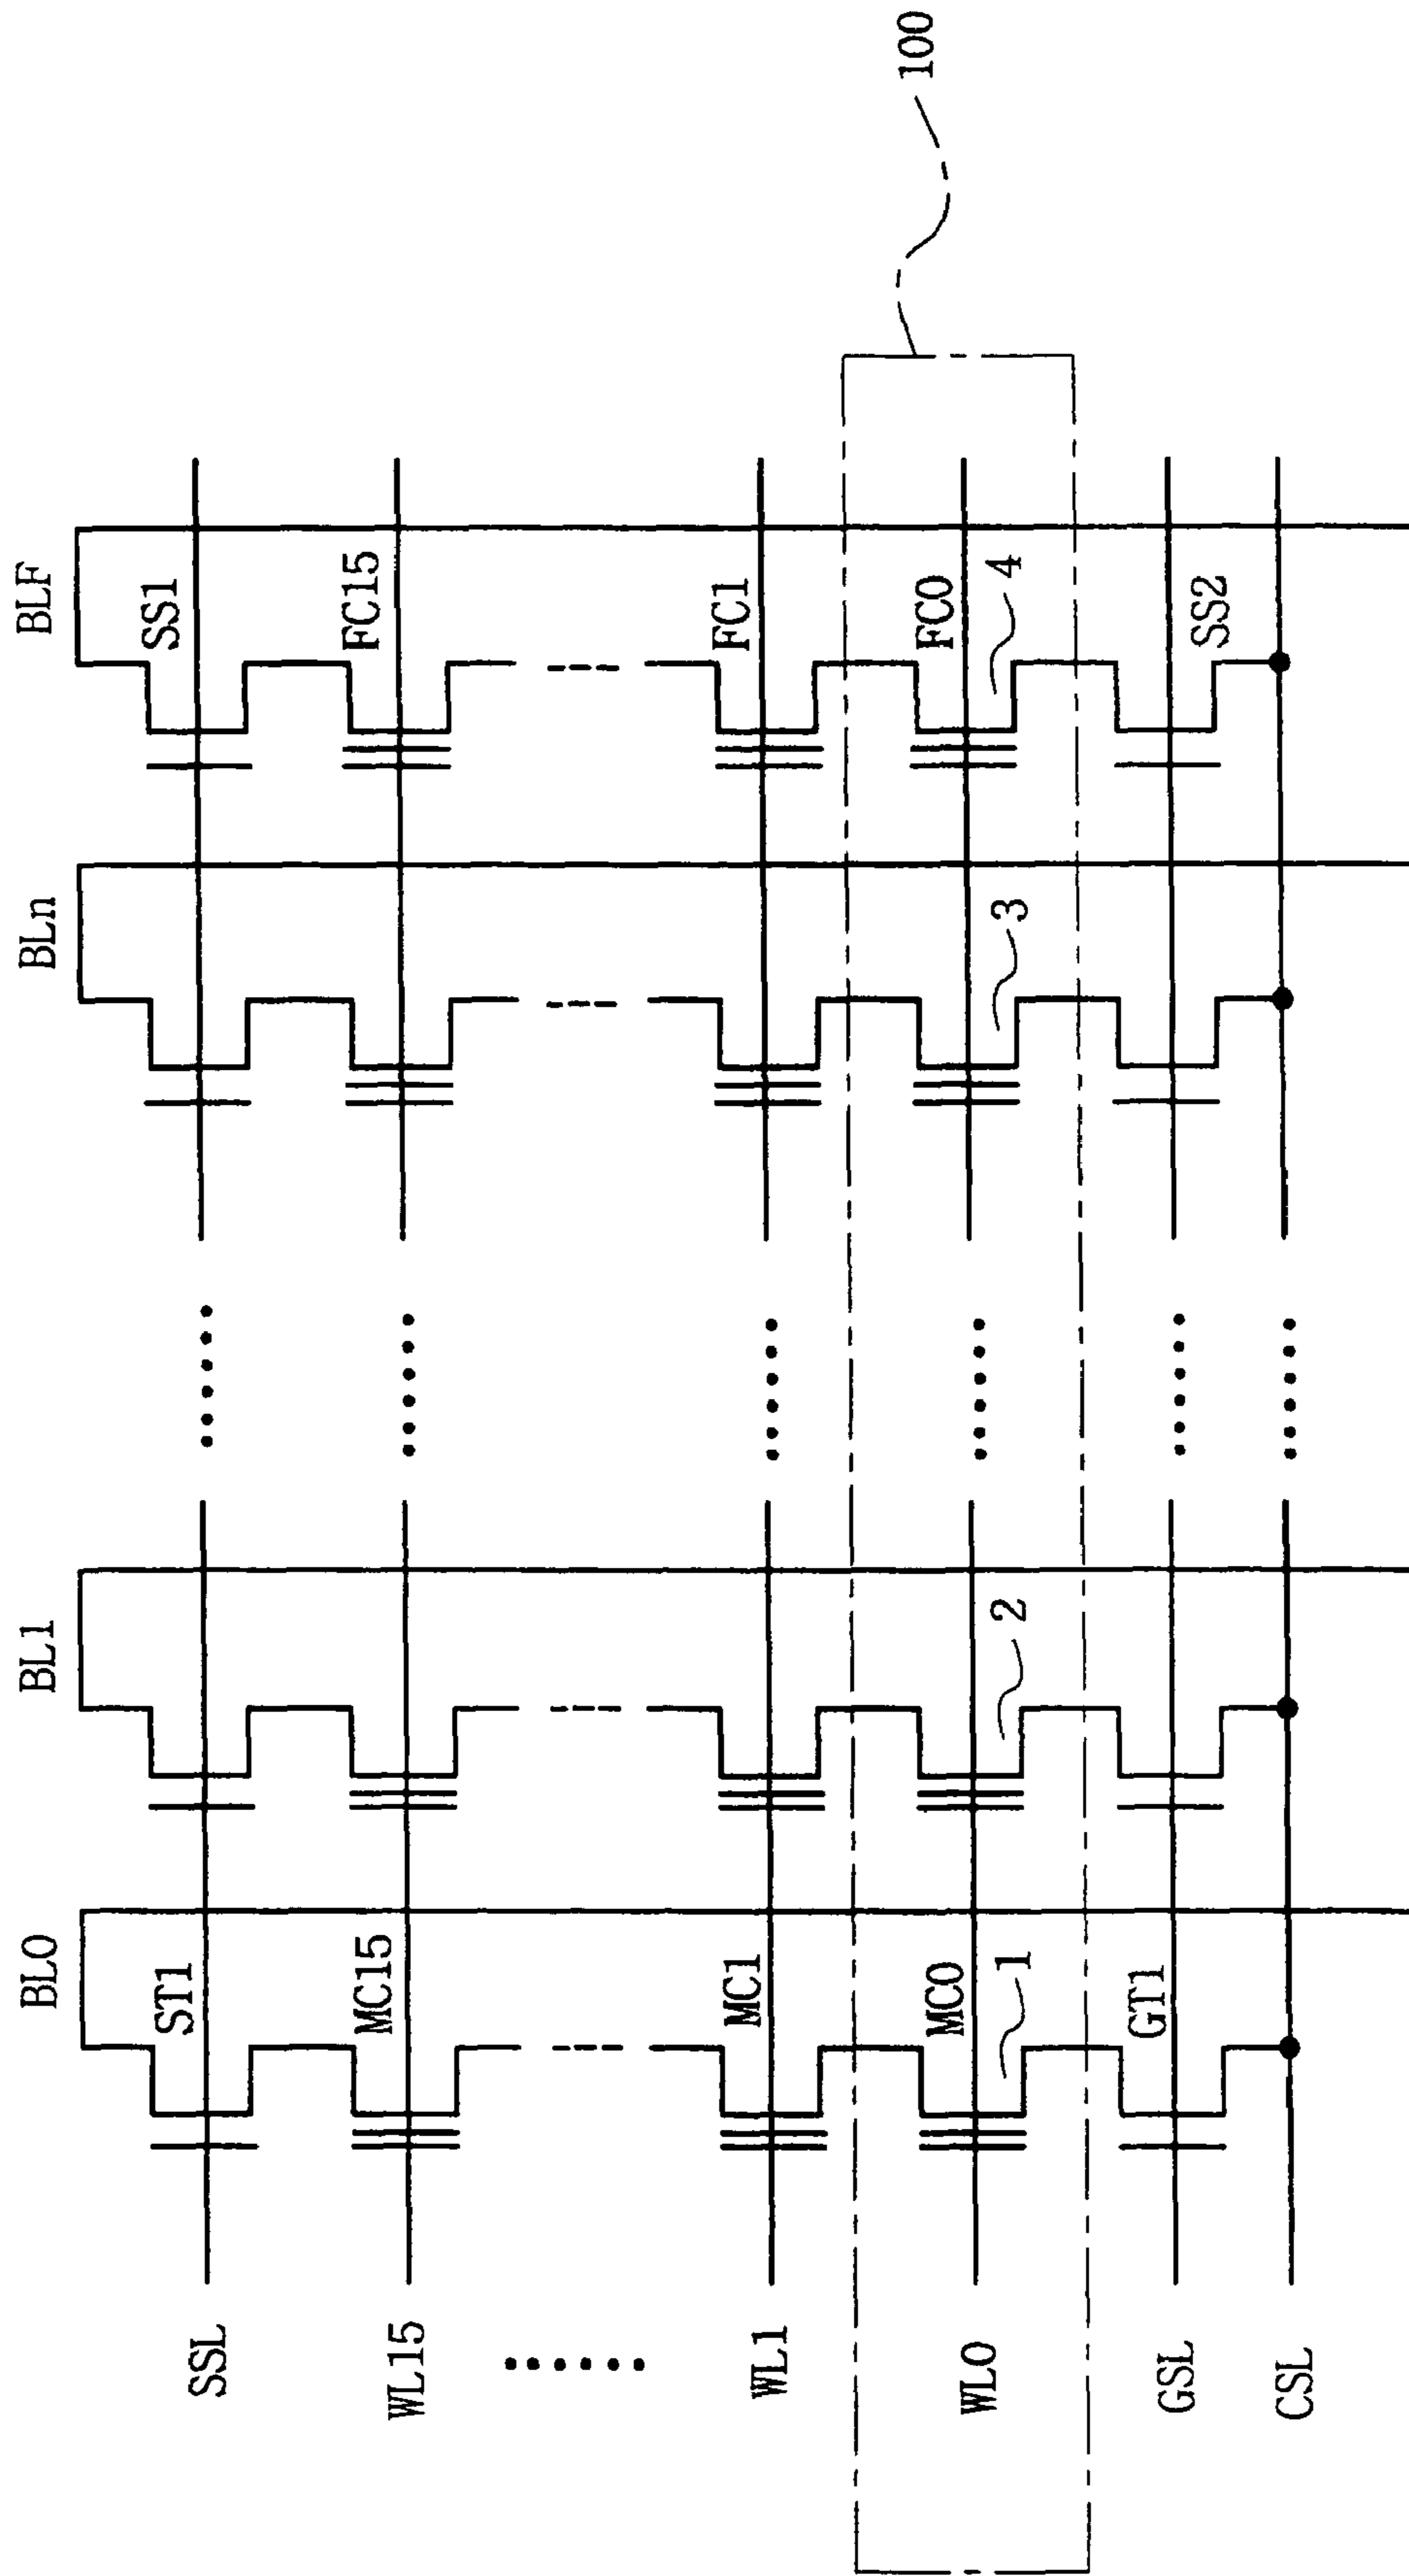 BL0 BL1 BLn BLF
SSL ST1 SS1
WL15 MC15 FC15
WL1 MC1 FC1
WL0 MC0 FC0
1 2 3 4
100
GSL GT1 SS2
CSL